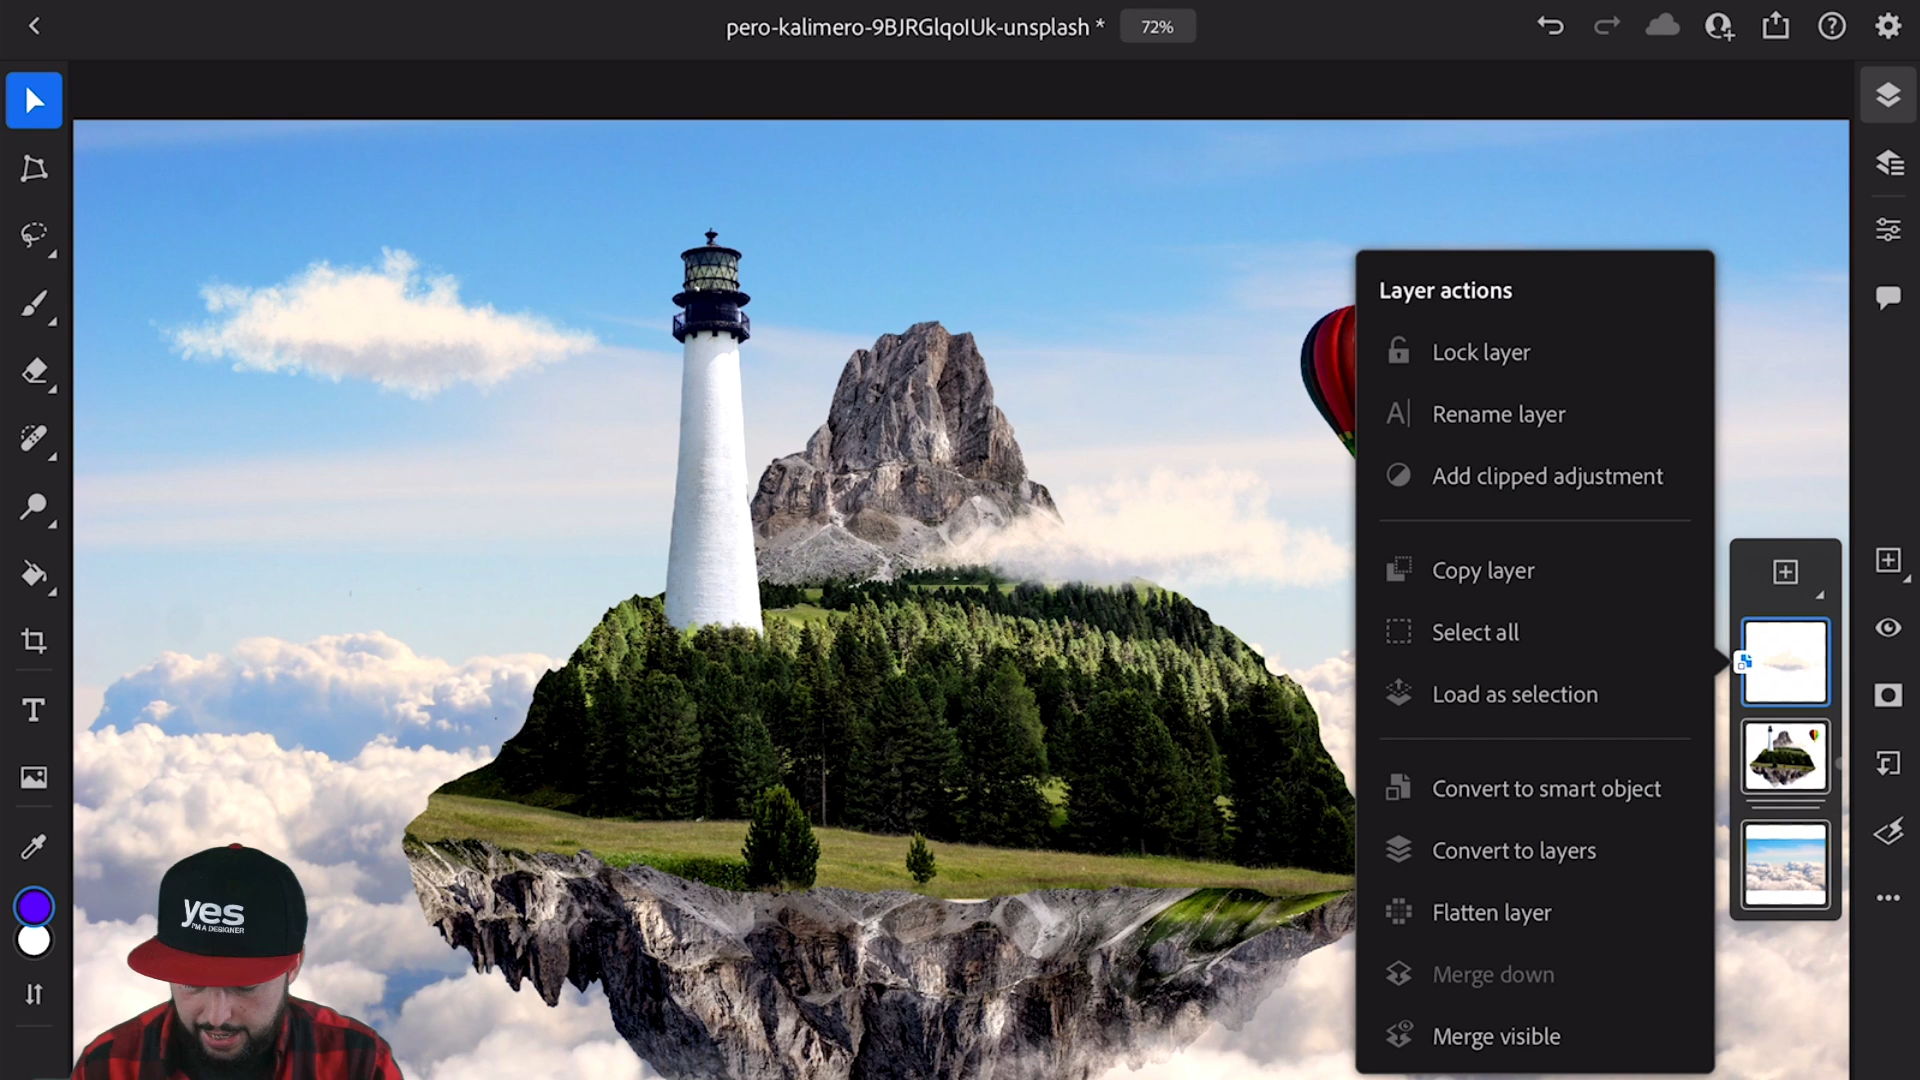 pero-kalimero-9BJRGlqoIUk-unsplash *
72%
Layer actions
Lock layer
Rename layer
Add clipped adjustment
Copy layer
Select all
Load as selection
Convert to smart object
Convert to layers
Flatten layer
Merge down
Merge visible
yes
I'M A DESIGNER